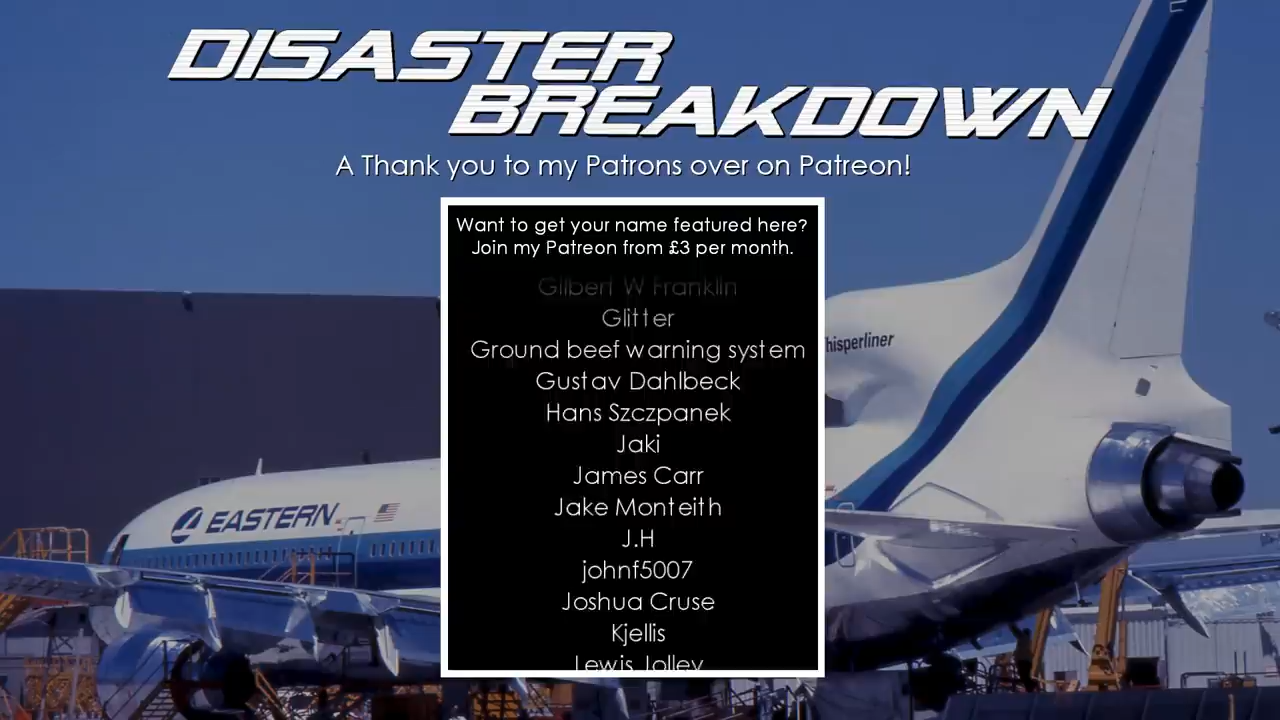 DISASTER
BREAKDOWN
A Thank you to my Patrons over on Patreon!
Want to get your name featured here?
Join my Patreon from £3 per month.
Gilbert W Franklin
Glitter
Ground beef warning system
Gustav Dahlbeck
Hans Szczpanek
Jaki
James Carr
Jake Monteith
J.H
johnf5007
Joshua Cruse
Kjellis
Lewis Jolley
hisperliner
EASTERN